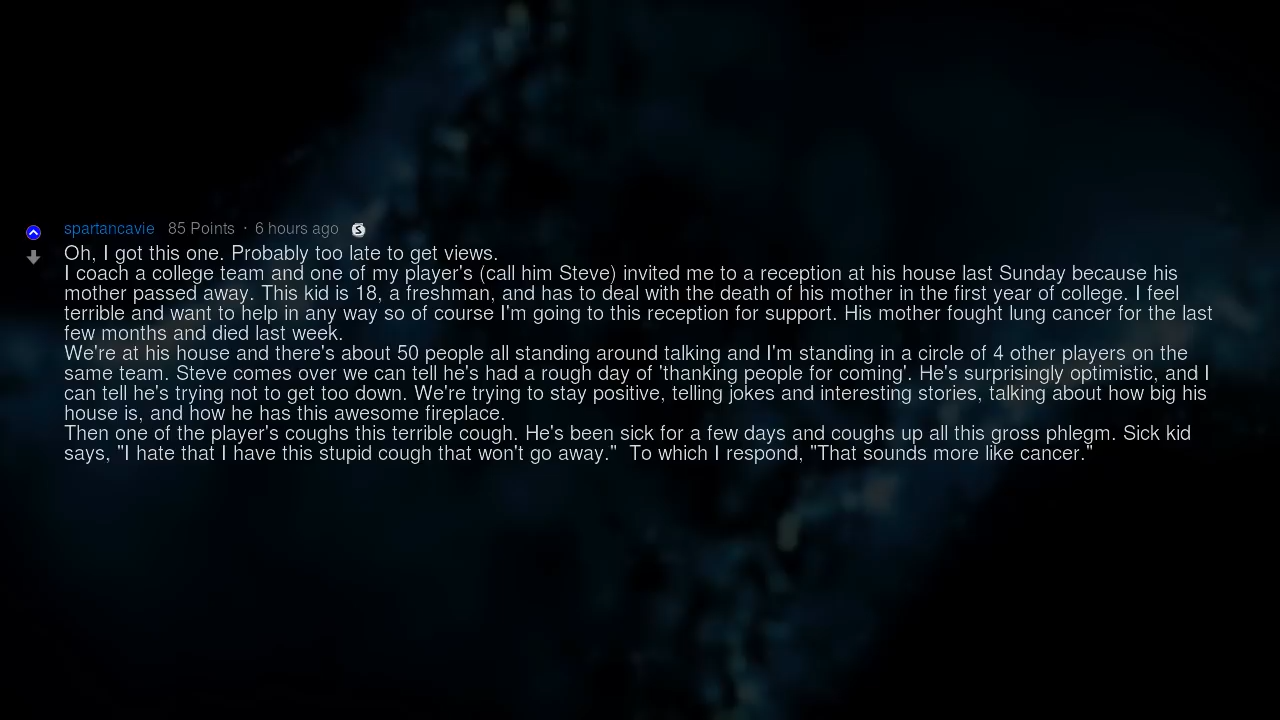 spartancavie 85 Points · 6 hours ago
Oh, I got this one. Probably too late to get views.
I coach a college team and one of my player's (call him Steve) invited me to a reception at his house last Sunday because his
mother passed away. This kid is 18, a freshman, and has to deal with the death of his mother in the first year of college. I feel
terrible and want to help in any way so of course I'm going to this reception for support. His mother fought lung cancer for the last
few months and died last week.
We're at his house and there's about 50 people all standing around talking and I'm standing in a circle of 4 other players on the
same team. Steve comes over we can tell he's had a rough day of 'thanking people for coming'. He's surprisingly optimistic, and I
can tell he's trying not to get too down. We're trying to stay positive, telling jokes and interesting stories, talking about how big his
house is, and how he has this awesome fireplace.
Then one of the player's coughs this terrible cough. He's been sick for a few days and coughs up all this gross phlegm. Sick kid
says, "I hate that I have this stupid cough that won't go away."  To which I respond, "That sounds more like cancer."